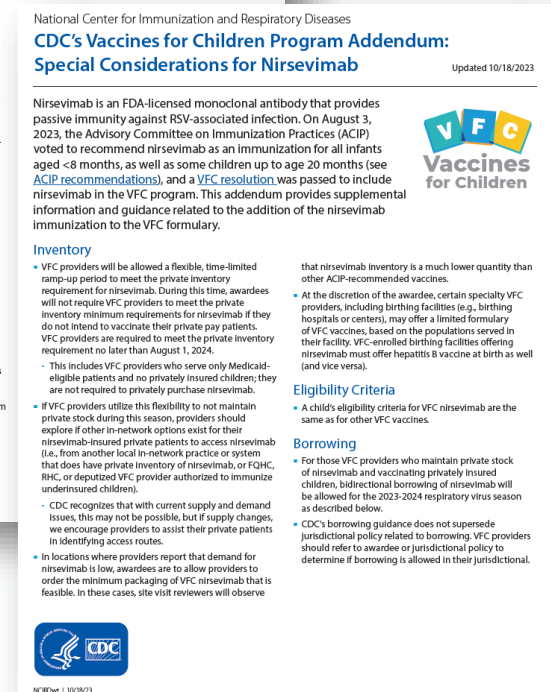 National Center for Immunization and Respiratory Diseases
CDC's Vaccines for Children Program Addendum:
Special Considerations for Nirsevimab
Updated 10/18/2023
Nirsevimab is an FDA-licensed monoclonal antibody that provides
passive immunity against RSV-associated infection. On August 3,
2023, the Advisory Committee on Immunization Practices (ACIP)
voted to recommend nirsevimab as an immunization for all infants
aged <8 months, as well as some children up to age 20 months (see
ACIP recommendations), and a VFC resolution was passed to include
nirsevimab in the VFC program. This addendum provides supplemental
information and guidance related to the addition of the nirsevimab
immunization to the VFC formulary.
VFC
Vaccines
for Children
Inventory
▪ VFC providers will be allowed a flexible, time-limited
ramp-up period to meet the private inventory
requirement for nirsevimab. During this time, awardees
will not require VFC providers to meet the private
inventory minimum requirements for nirsevimab if they
do not intend to vaccinate their private pay patients.
VFC providers are required to meet the private inventory
requirement no later than August 1, 2024.
- This includes VFC providers who serve only Medicaid-
eligible patients and no privately insured children; they
are not required to privately purchase nirsevimab.
▪ If VFC providers utilize this flexibility to not maintain
private stock during this season, providers should
explore if other in-network options exist for their
nirsevimab-insured private patients to access nirsevimab
(i.e., from another local in-network practice or system
that does have private inventory of nirsevimab, or FQHC,
RHC, or deputized VFC provider authorized to immunize
underinsured children).
- CDC recognizes that with current supply and demand
issues, this may not be possible, but if supply changes,
we encourage providers to assist their private patients
in identifying access routes.
▪ In locations where providers report that demand for
nirsevimab is low, awardees are to allow providers to
order the minimum packaging of VFC nirsevimab that is
feasible. In these cases, site visit reviewers will observe
that nirsevimab inventory is a much lower quantity than
other ACIP-recommended vaccines.
▪ At the discretion of the awardee, certain specialty VFC
providers, including birthing facilities (e.g., birthing
hospitals or centers), may offer a limited formulary
of VFC vaccines, based on the populations served in
their facility. VFC-enrolled birthing facilities offering
nirsevimab must offer hepatitis B vaccine at birth as well
(and vice versa).
Eligibility Criteria
▪ A child's eligibility criteria for VFC nirsevimab are the
same as for other VFC vaccines.
Borrowing
▪ For those VFC providers who maintain private stock
of nirsevimab and vaccinating privately insured
children, bidirectional borrowing of nirsevimab will
be allowed for the 2023-2024 respiratory virus season
as described below.
▪ CDC's borrowing guidance does not supersede
jurisdictional policy related to borrowing. VFC providers
should refer to awardee or jurisdictional policy to
determine if borrowing is allowed in their jurisdictional.
CDC
| 10/18/23